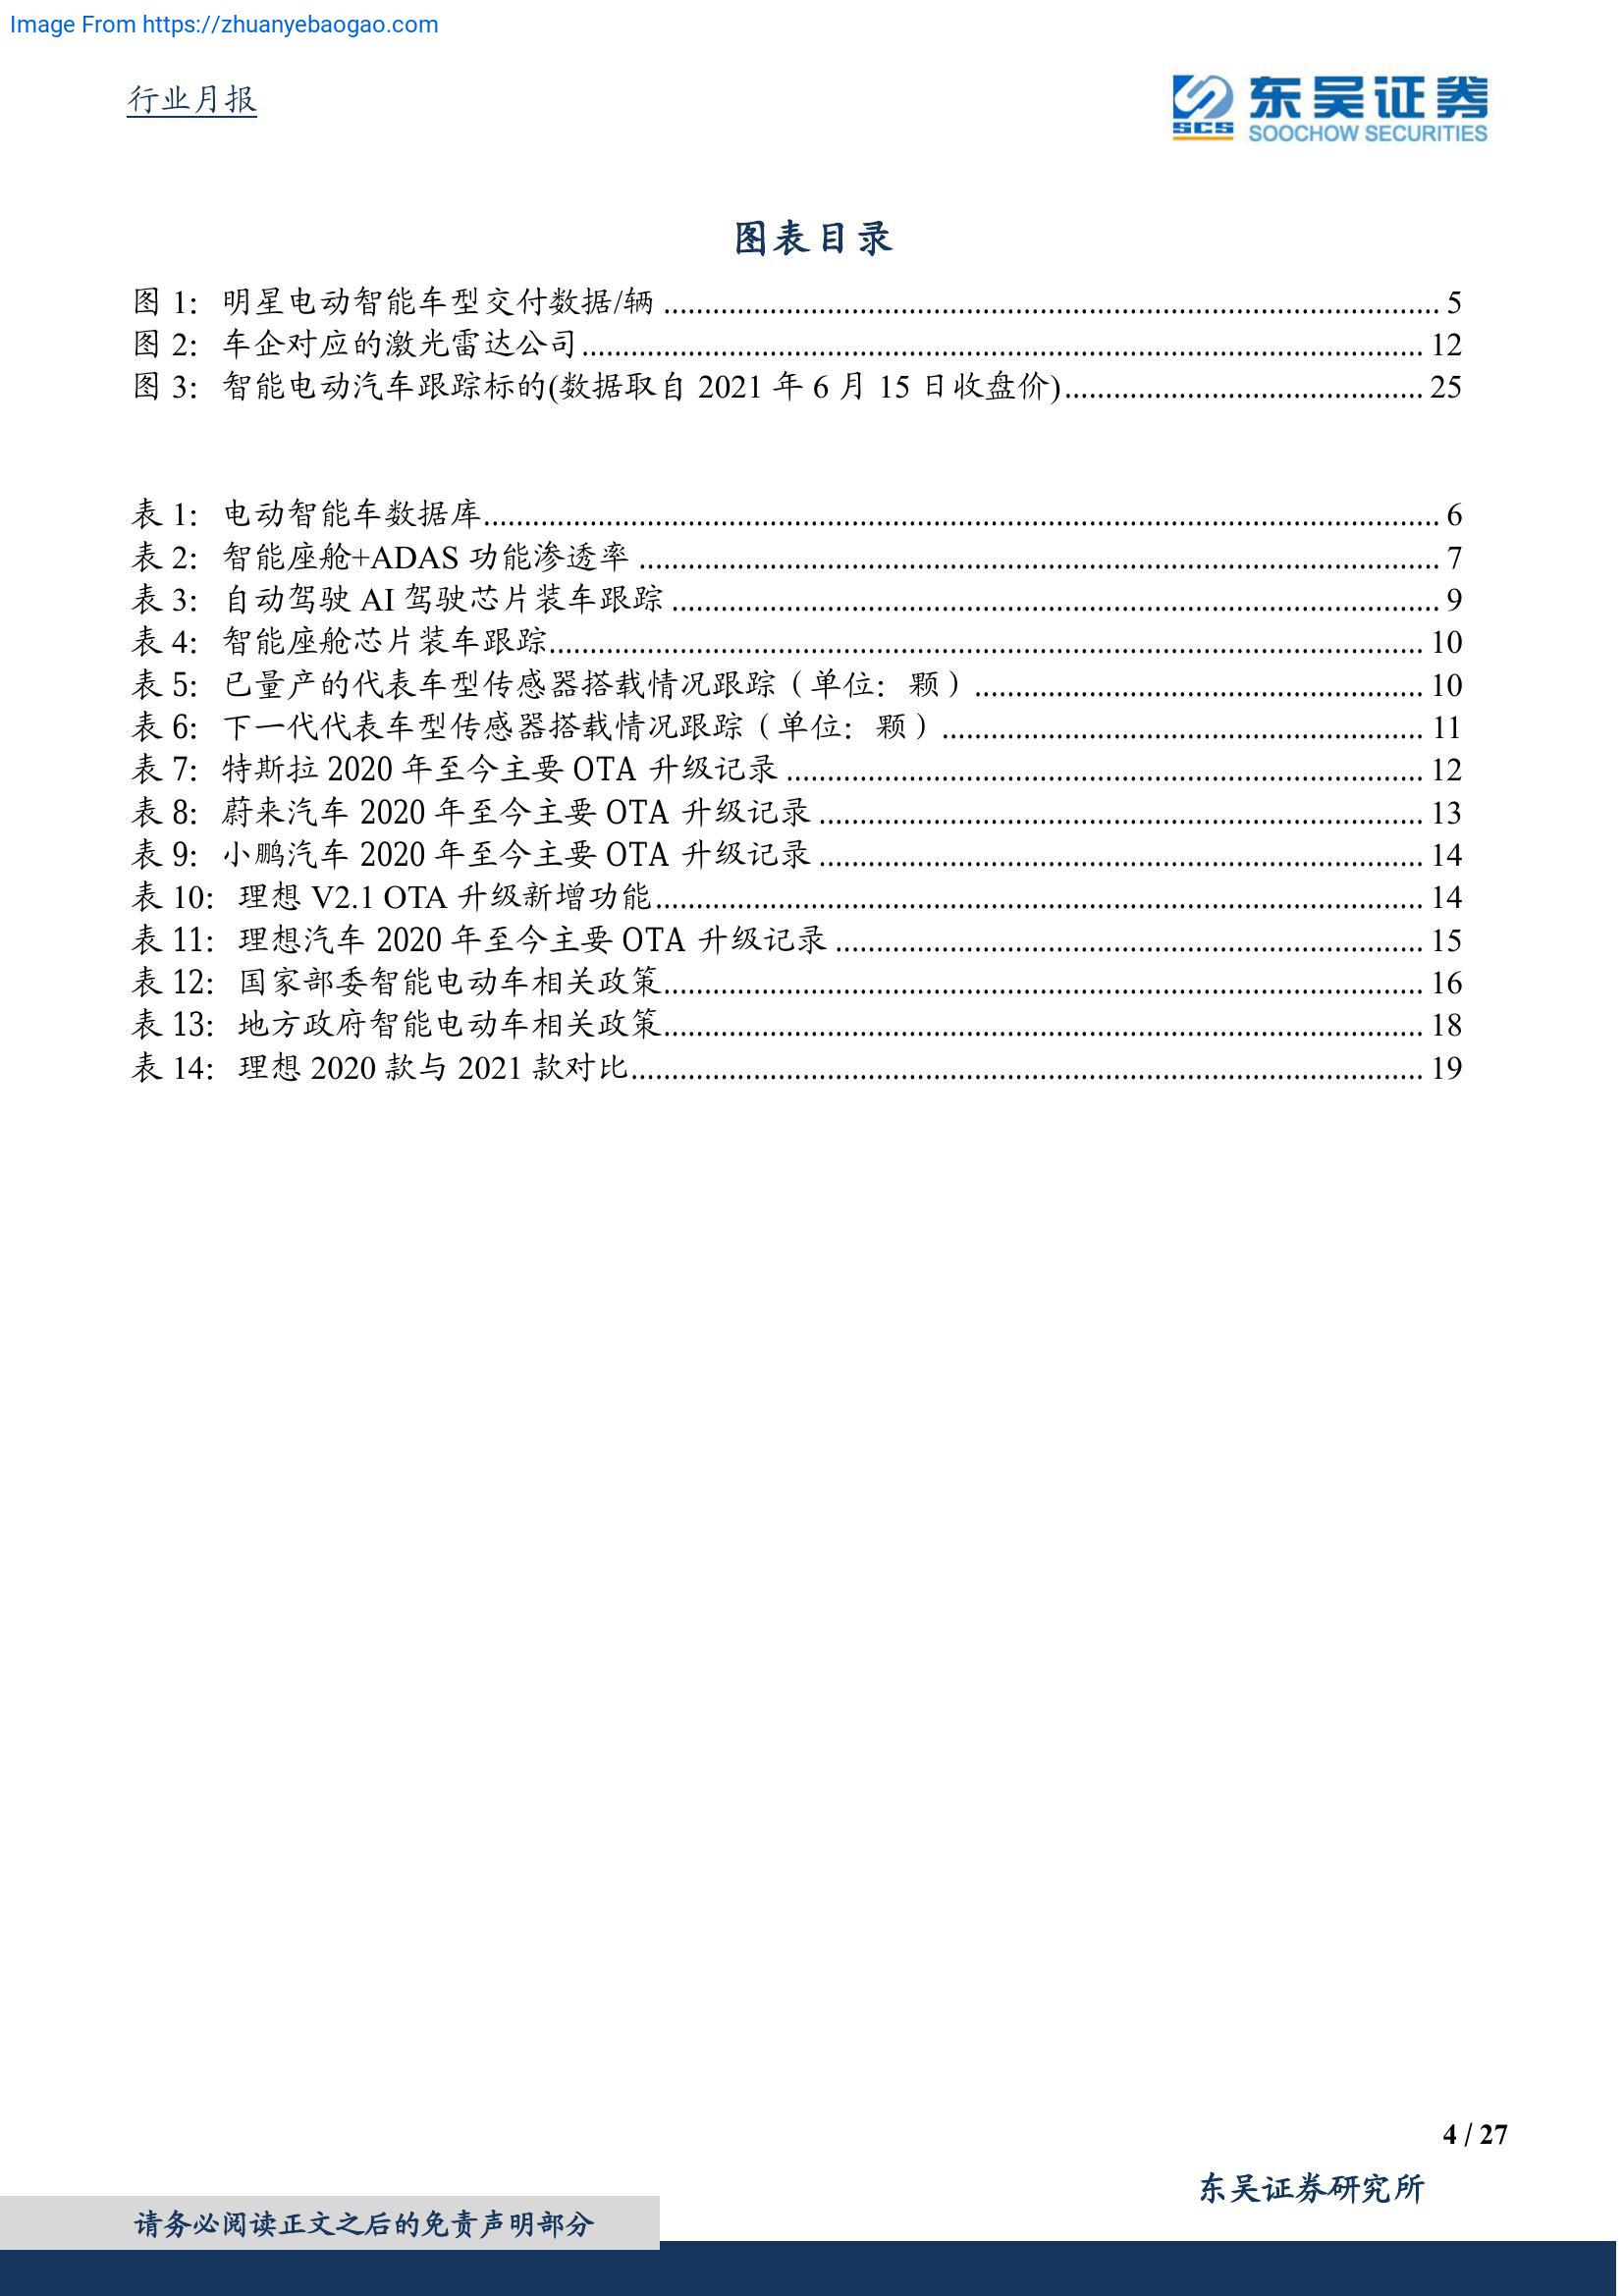 Image From https://zhuanyebaogao.com
行业月报
SCS 东吴证券
SOOCHOW SECURITIES
图表目录
图 1: 明星电动智能车型交付数据/辆 ........ 5
图 2: 车企对应的激光雷达公司........ 12
图 3: 智能电动汽车跟踪标的(数据取自 2021 年 6 月 15 日收盘价)........ 25
表 1: 电动智能车数据库........ 6
表 2: 智能座舱+ADAS 功能渗透率 ........ 7
表 3: 自动驾驶 AI 驾驶芯片装车跟踪 ........ 9
表 4: 智能座舱芯片装车跟踪........ 10
表 5: 已量产的代表车型传感器搭载情况跟踪（单位: 颗）........ 10
表 6: 下一代代表车型传感器搭载情况跟踪（单位: 颗）........ 11
表 7: 特斯拉 2020 年至今主要 OTA 升级记录 ........ 12
表 8: 蔚来汽车 2020 年至今主要 OTA 升级记录 ........ 13
表 9: 小鹏汽车 2020 年至今主要 OTA 升级记录 ........ 14
表 10: 理想 V2.1 OTA 升级新增功能........ 14
表 11: 理想汽车 2020 年至今主要 OTA 升级记录 ........ 15
表 12: 国家部委智能电动车相关政策........ 16
表 13: 地方政府智能电动车相关政策........ 18
表 14: 理想 2020 款与 2021 款对比........ 19
4 / 27
东吴证券研究所
请务必阅读正文之后的免责声明部分